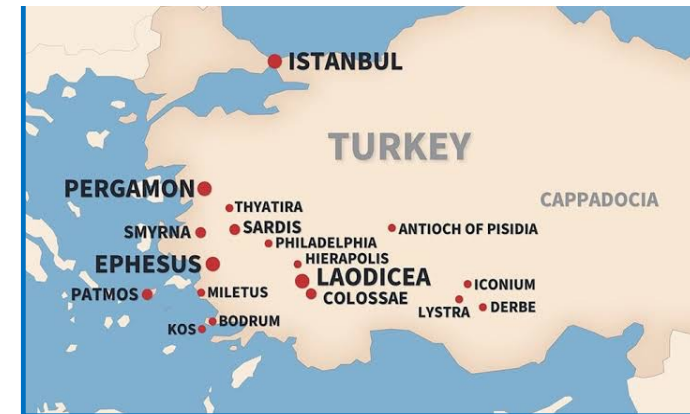 ISTANBUL
TURKEY
PERGAMON
CAPPADOCIA
THYATIRA
SARDIS
ANTIOCH OF PISIDIA
SMYRNA
PHILADELPHIA
HIERAPOLIS
EPHESUS
LAODICEA
ICONIUM
PATMOS
MILETUS
COLOSSAE
DERBE
LYSTRA
BODRUM
KOS